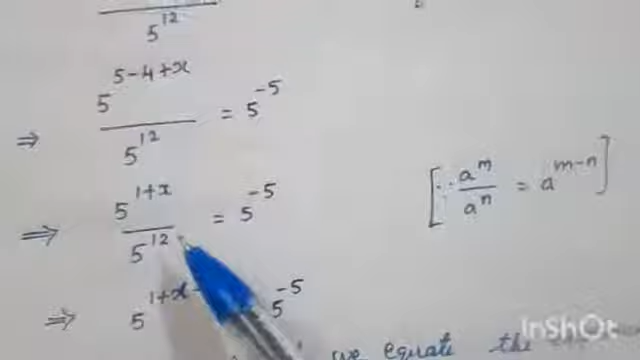 5^12
⇒ 5^(5-4+x) / 5^12 = 5^-5
⇒ 5^(1+x) / 5^12 = 5^-5
[∵ a^m / a^n = a^(m-n)]
⇒ 5^(1+x- 5^-5
we equate the
InShot